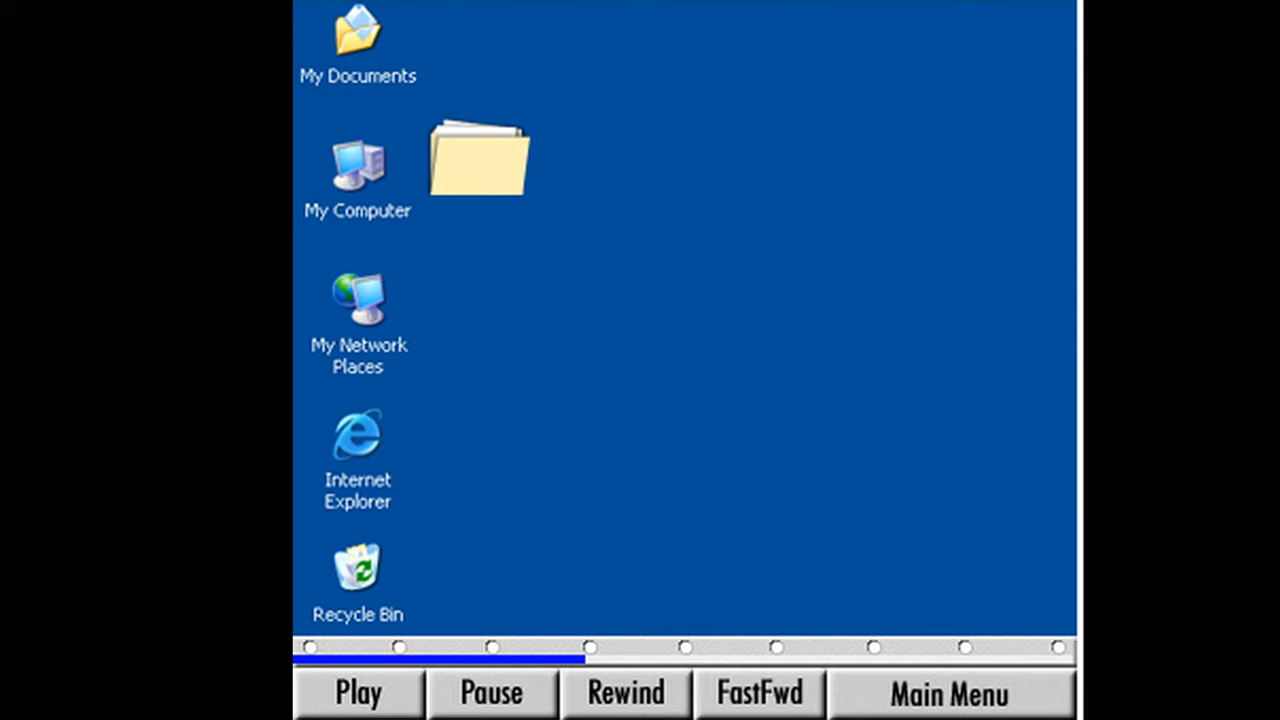 My Documents
My Computer
My Network
Places
Internet
Explorer
Recycle Bin
Play
Pause
Rewind
FastFwd
Main Menu